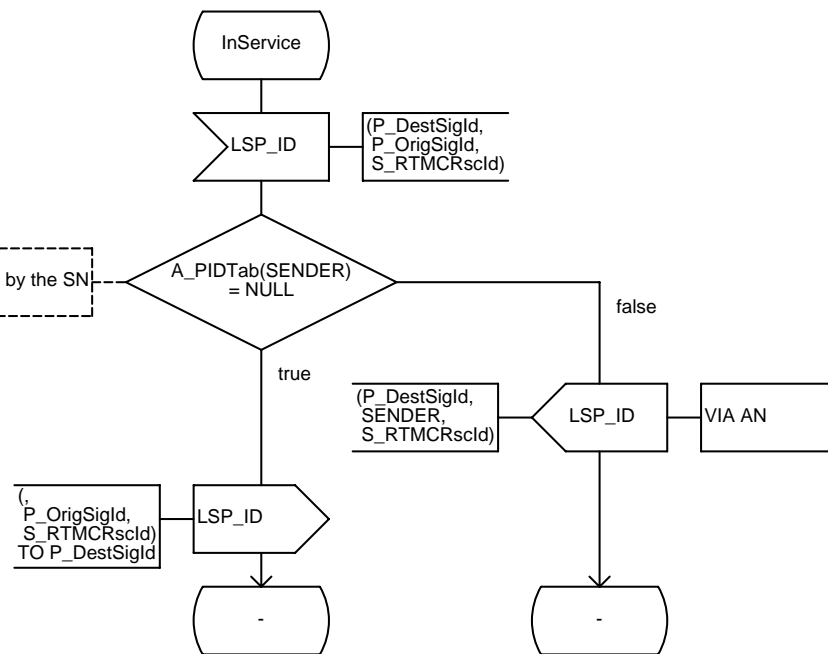 InService
LSP_ID
(P_DestSigId,
P_OrigSigId,
S_RTMCRscId)
by the SN
A_PIDTab(SENDER)
= NULL
false
true
(P_DestSigId,
SENDER,
S_RTMCRscId)
LSP_ID
VIA AN
(,
P_OrigSigId,
S_RTMCRscId)
TO P_DestSigId
LSP_ID
-
-